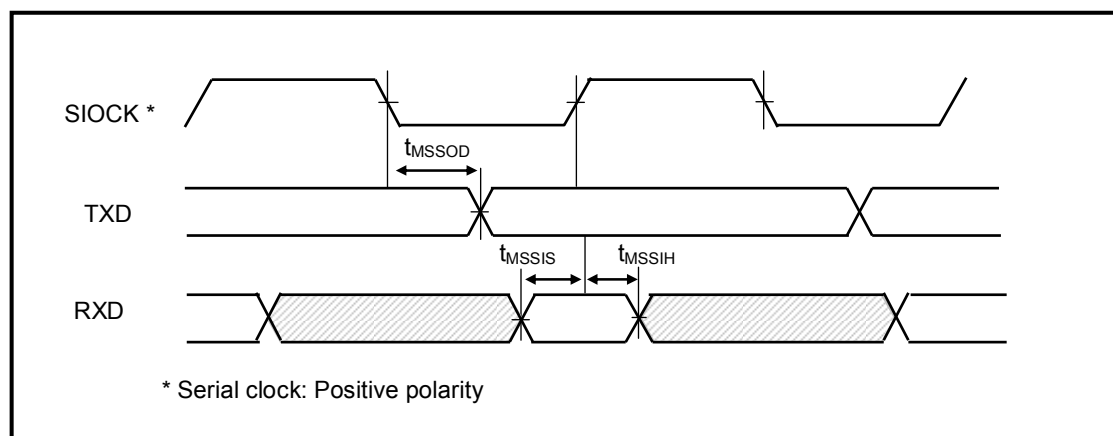 SIOCK *
tMSSOD
TXD
tMSSIS
tMSSIH
RXD
* Serial clock: Positive polarity